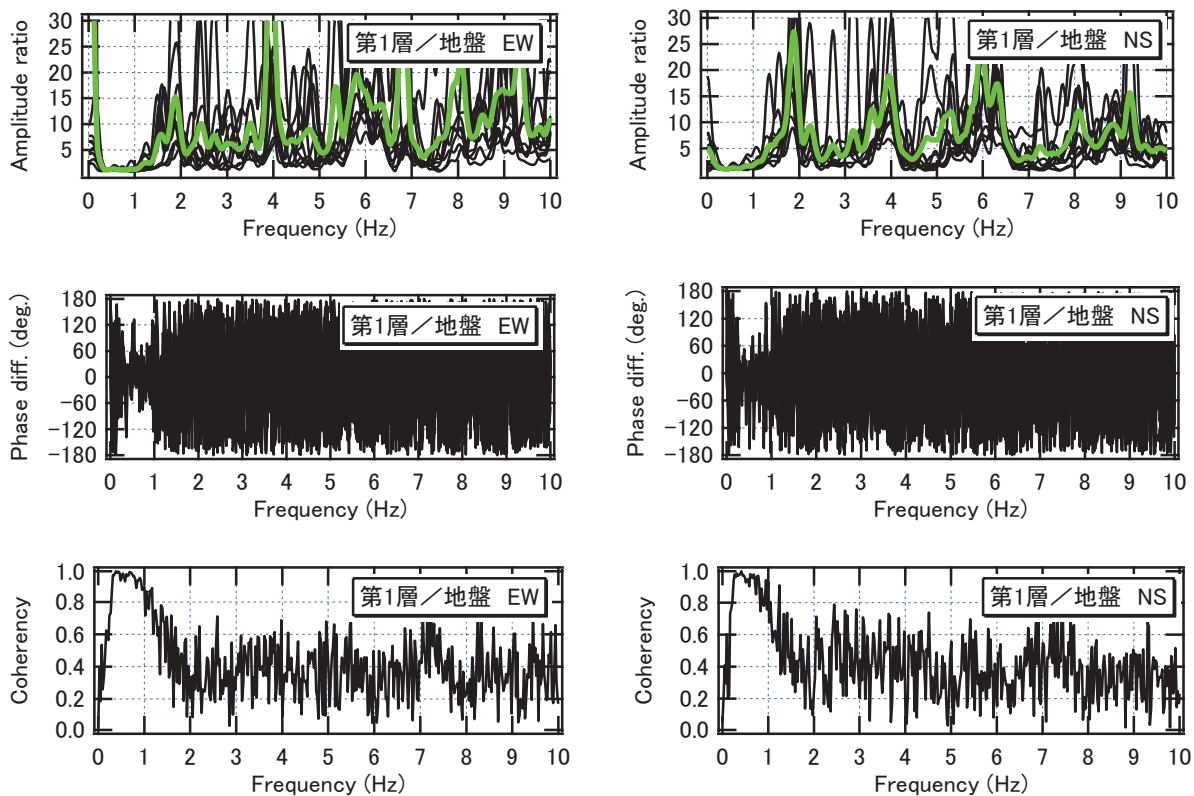 Amplitude ratio
30
25
20
15
10
5
第1層／地盤 EW
0 1 2 3 4 5 6 7 8 9 10
Frequency (Hz)
Amplitude ratio
30
25
20
15
10
5
第1層／地盤 NS
0 1 2 3 4 5 6 7 8 9 10
Frequency (Hz)
Phase diff. (deg.)
180
120
60
0
−60
−120
−180
第1層／地盤 EW
0 1 2 3 4 5 6 7 8 9 10
Frequency (Hz)
Phase diff. (deg.)
180
120
60
0
−60
−120
−180
第1層／地盤 NS
0 1 2 3 4 5 6 7 8 9 10
Frequency (Hz)
Coherency
1.0
0.8
0.6
0.4
0.2
0.0
第1層／地盤 EW
0 1 2 3 4 5 6 7 8 9 10
Frequency (Hz)
Coherency
1.0
0.8
0.6
0.4
0.2
0.0
第1層／地盤 NS
0 1 2 3 4 5 6 7 8 9 10
Frequency (Hz)